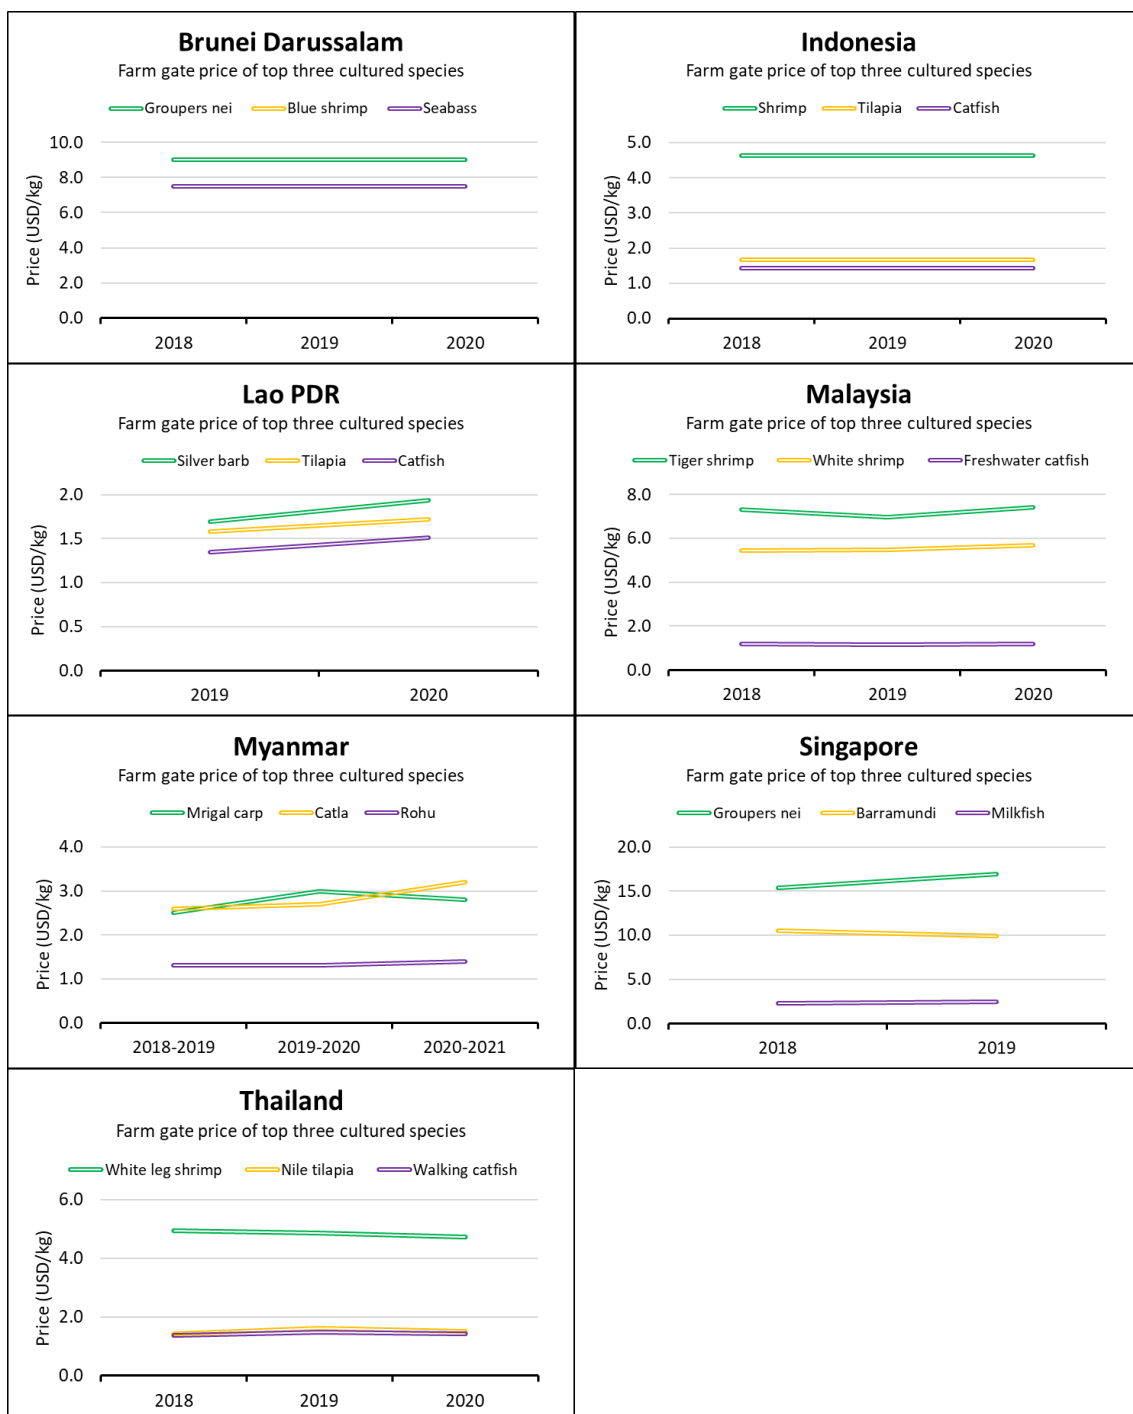 Brunei Darussalam
Farm gate price of top three cultured species
Groupers nei Blue shrimp Seabass
10.0
8.0
6.0
4.0
2.0
0.0
Price (USD/kg)
2018 2019 2020
Indonesia
Farm gate price of top three cultured species
Shrimp Tilapia Catfish
5.0
4.0
3.0
2.0
1.0
0.0
Price (USD/kg)
2018 2019 2020
Lao PDR
Farm gate price of top three cultured species
Silver barb Tilapia Catfish
2.0
1.5
1.0
0.5
0.0
Price (USD/kg)
2019 2020
Malaysia
Farm gate price of top three cultured species
Tiger shrimp White shrimp Freshwater catfish
8.0
6.0
4.0
2.0
0.0
Price (USD/kg)
2018 2019 2020
Myanmar
Farm gate price of top three cultured species
Mrigal carp Catla Rohu
4.0
3.0
2.0
1.0
0.0
Price (USD/kg)
2018-2019 2019-2020 2020-2021
Singapore
Farm gate price of top three cultured species
Groupers nei Barramundi Milkfish
20.0
15.0
10.0
5.0
0.0
Price (USD/kg)
2018 2019
Thailand
Farm gate price of top three cultured species
White leg shrimp Nile tilapia Walking catfish
6.0
4.0
2.0
0.0
Price (USD/kg)
2018 2019 2020